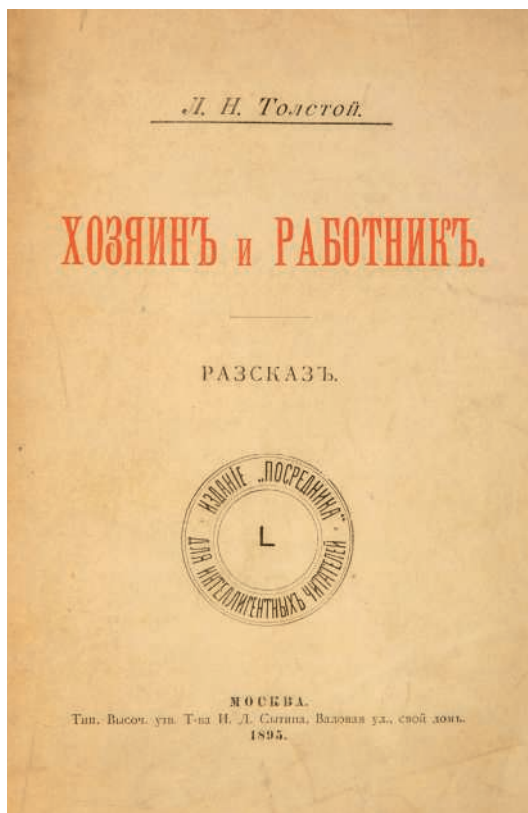 Л. Н. Толстой.
ХОЗЯИНЪ и РАБОТНИКЪ.
РАЗСКАЗЪ.
ИЗДАНІЕ „ПОСРЕДНИКА“
L
ДЛЯ ИНТЕЛЛИГЕНТНЫХЪ ЧИТАТЕЛЕЙ
МОСКВА.
Тип. Высоч. утв. Т-ва И. Д. Сытина, Валовая ул., свой домъ.
1895.